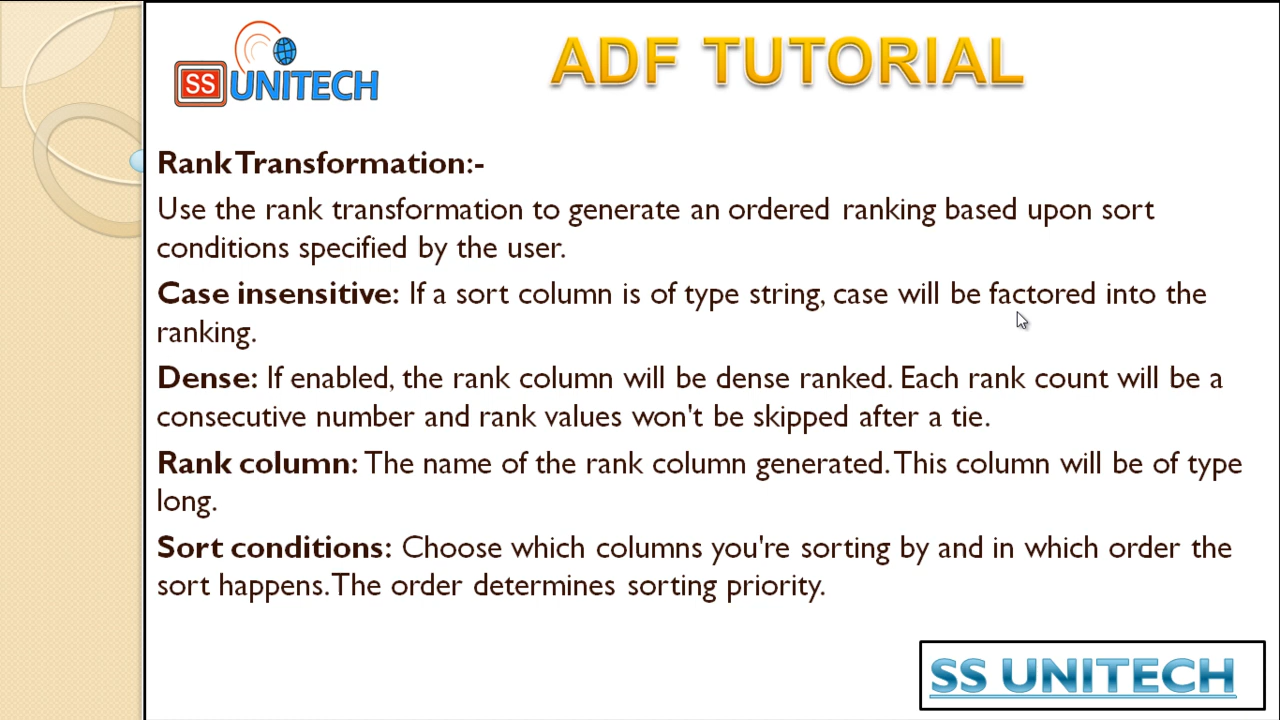 SS UNITECH
ADF TUTORIAL
Rank Transformation:-
Use the rank transformation to generate an ordered ranking based upon sort
conditions specified by the user.
Case insensitive: If a sort column is of type string, case will be factored into the
ranking.
Dense: If enabled, the rank column will be dense ranked. Each rank count will be a
consecutive number and rank values won't be skipped after a tie.
Rank column: The name of the rank column generated. This column will be of type
long.
Sort conditions: Choose which columns you're sorting by and in which order the
sort happens. The order determines sorting priority.
SS UNITECH